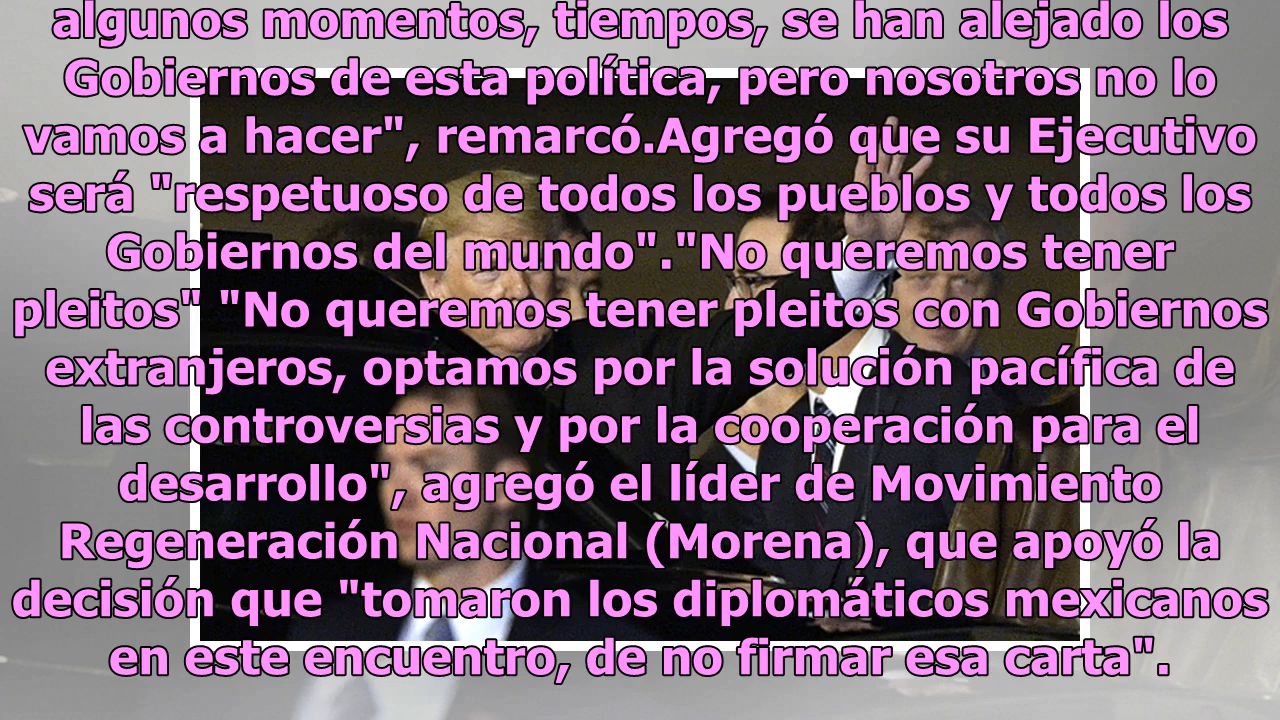 algunos momentos, tiempos, se han alejado los
Gobiernos de esta política, pero nosotros no lo
vamos a hacer", remarcó.Agregó que su Ejecutivo
será "respetuoso de todos los pueblos y todos los
Gobiernos del mundo"."No queremos tener
pleitos" "No queremos tener pleitos con Gobiernos
extranjeros, optamos por la solución pacífica de
las controversias y por la cooperación para el
desarrollo", agregó el líder de Movimiento
Regeneración Nacional (Morena), que apoyó la
decisión que "tomaron los diplomáticos mexicanos
en este encuentro, de no firmar esa carta".